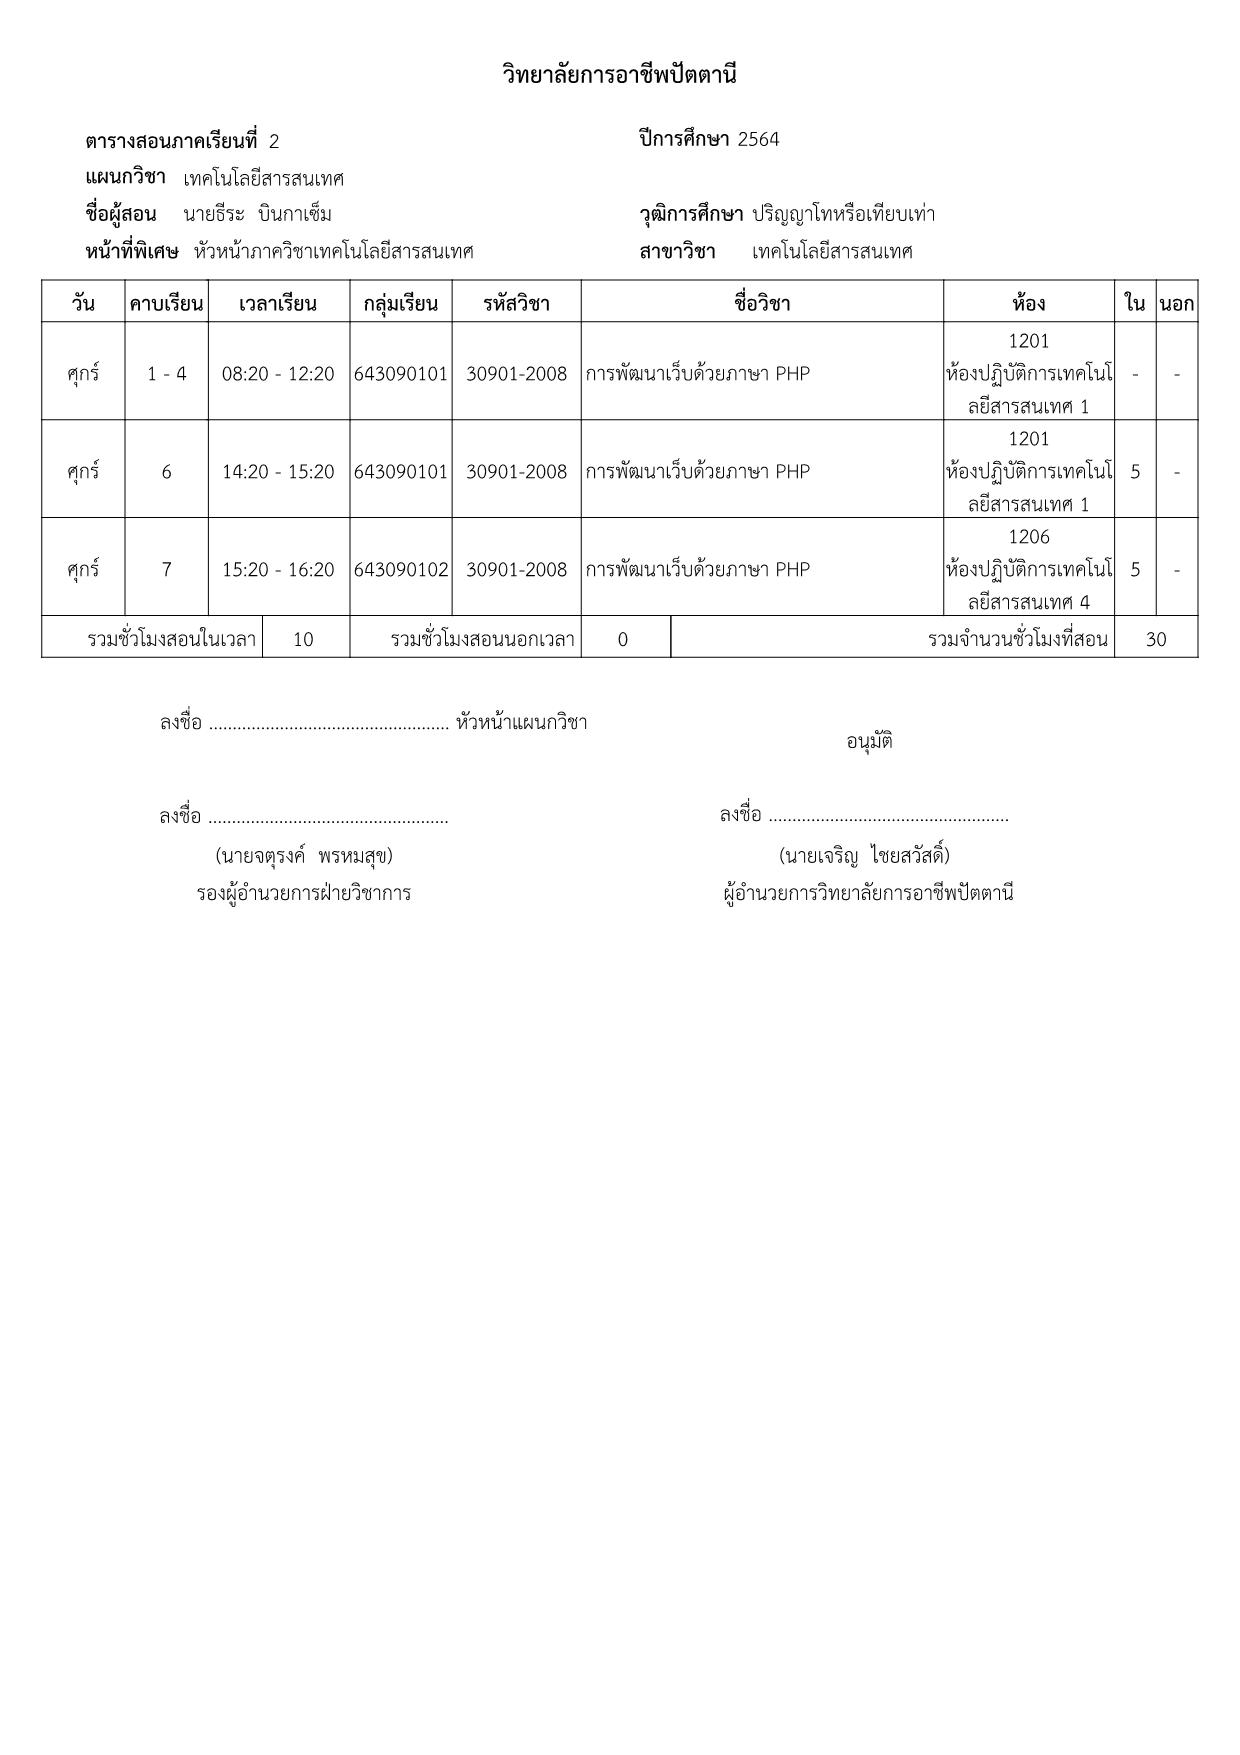 วิทยาลัยการอาชีพปัตตานี
ตารางสอนภาคเรียนที่ 2 ปีการศึกษา 2564
แผนกวิชา เทคโนโลยีสารสนเทศ
ชื่อผู้สอน นายธีระ บินกาเซ็ม วุฒิการศึกษา ปริญญาโทหรือเทียบเท่า
หน้าที่พิเศษ หัวหน้าภาควิชาเทคโนโลยีสารสนเทศ สาขาวิชา เทคโนโลยีสารสนเทศ
วัน คาบเรียน เวลาเรียน กลุ่มเรียน รหัสวิชา ชื่อวิชา ห้อง ใน นอก
1201
ศุกร์ 1 - 4 08:20 - 12:20 643090101 30901-2008 การพัฒนาเว็บด้วยภาษา PHP ห้องปฏิบัติการเทคโนโ - -
ลยีสารสนเทศ 1
1201
ศุกร์ 6 14:20 - 15:20 643090101 30901-2008 การพัฒนาเว็บด้วยภาษา PHP ห้องปฏิบัติการเทคโนโ 5 -
ลยีสารสนเทศ 1
1206
ศุกร์ 7 15:20 - 16:20 643090102 30901-2008 การพัฒนาเว็บด้วยภาษา PHP ห้องปฏิบัติการเทคโนโ 5 -
ลยีสารสนเทศ 4
รวมชั่วโมงสอนในเวลา 10 รวมชั่วโมงสอนนอกเวลา 0 รวมจำนวนชั่วโมงที่สอน 30
ลงชื่อ ................................................... หัวหน้าแผนกวิชา
อนุมัติ
ลงชื่อ ................................................... ลงชื่อ ...................................................
(นายจตุรงค์ พรหมสุข) (นายเจริญ ไชยสวัสดิ์)
รองผู้อำนวยการฝ่ายวิชาการ ผู้อำนวยการวิทยาลัยการอาชีพปัตตานี